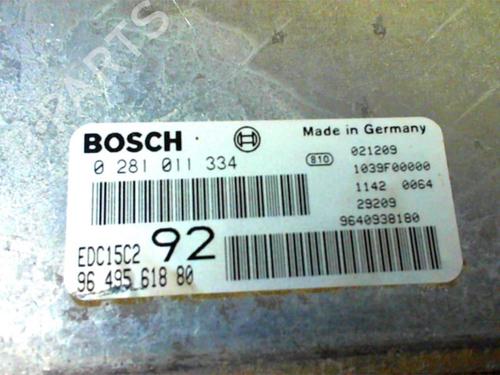 PARTS
BOSCH
Made in Germany
0 281 011 334
810
021209
1039F00000
1142 0064
29209
9640938180
EDC15C2
92
96 495 618 80